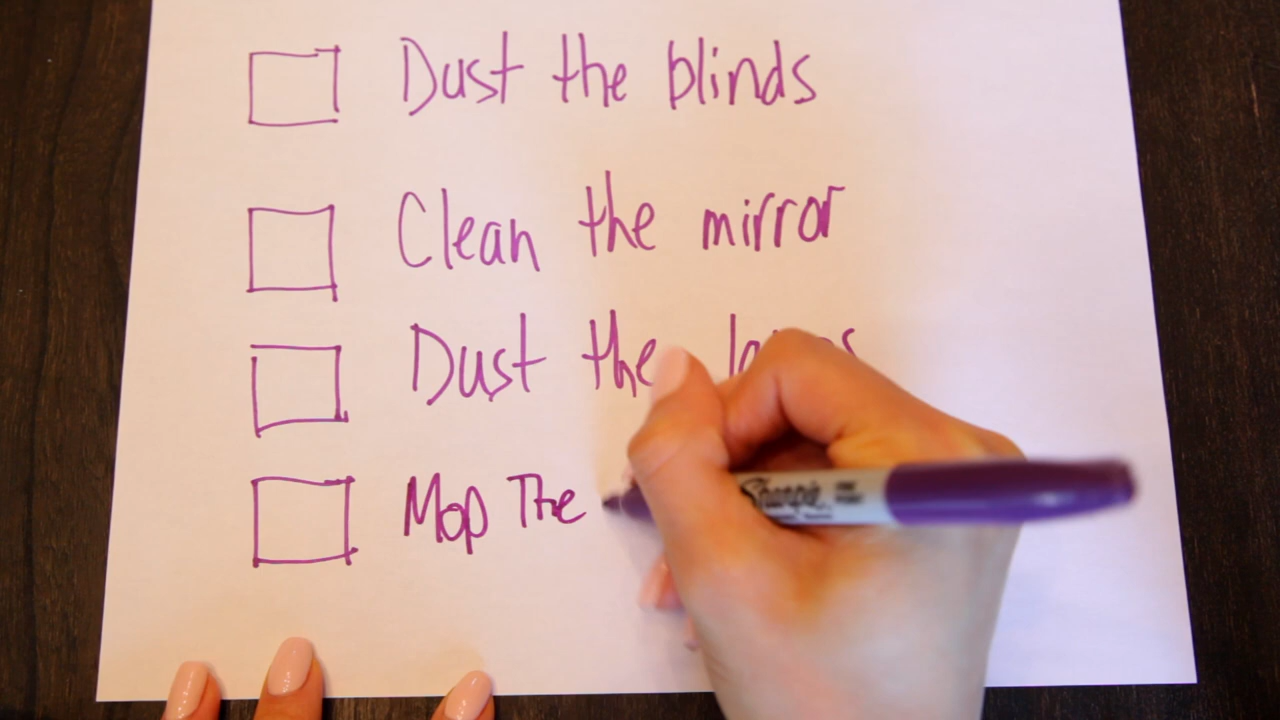 Dust the blinds
Clean the mirror
Dust the
Mop The
Sharpie